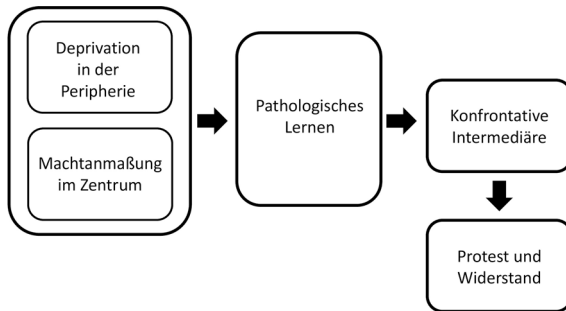 Deprivation
in der
Peripherie
Machtanmaßung
im Zentrum
Pathologisches
Lernen
Konfrontative
Intermediäre
Protest und
Widerstand